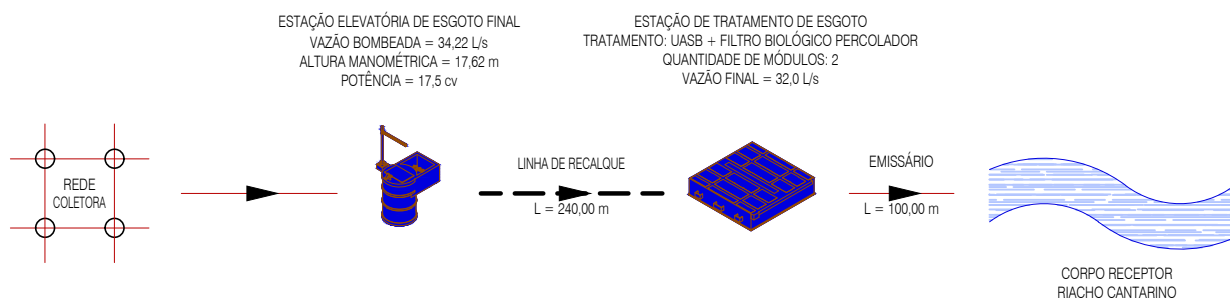 ESTAÇÃO ELEVATÓRIA DE ESGOTO FINAL
VAZÃO BOMBEADA = 34,22 L/s
ALTURA MANOMÉTRICA = 17,62 m
POTÊNCIA = 17,5 cv
ESTAÇÃO DE TRATAMENTO DE ESGOTO
TRATAMENTO: UASB + FILTRO BIOLÓGICO PERCOLADOR
QUANTIDADE DE MÓDULOS: 2
VAZÃO FINAL = 32,0 L/s
REDE
COLETORA
LINHA DE RECALQUE
L = 240,00 m
EMISSÁRIO
L = 100,00 m
CORPO RECEPTOR
RIACHO CANTARINO